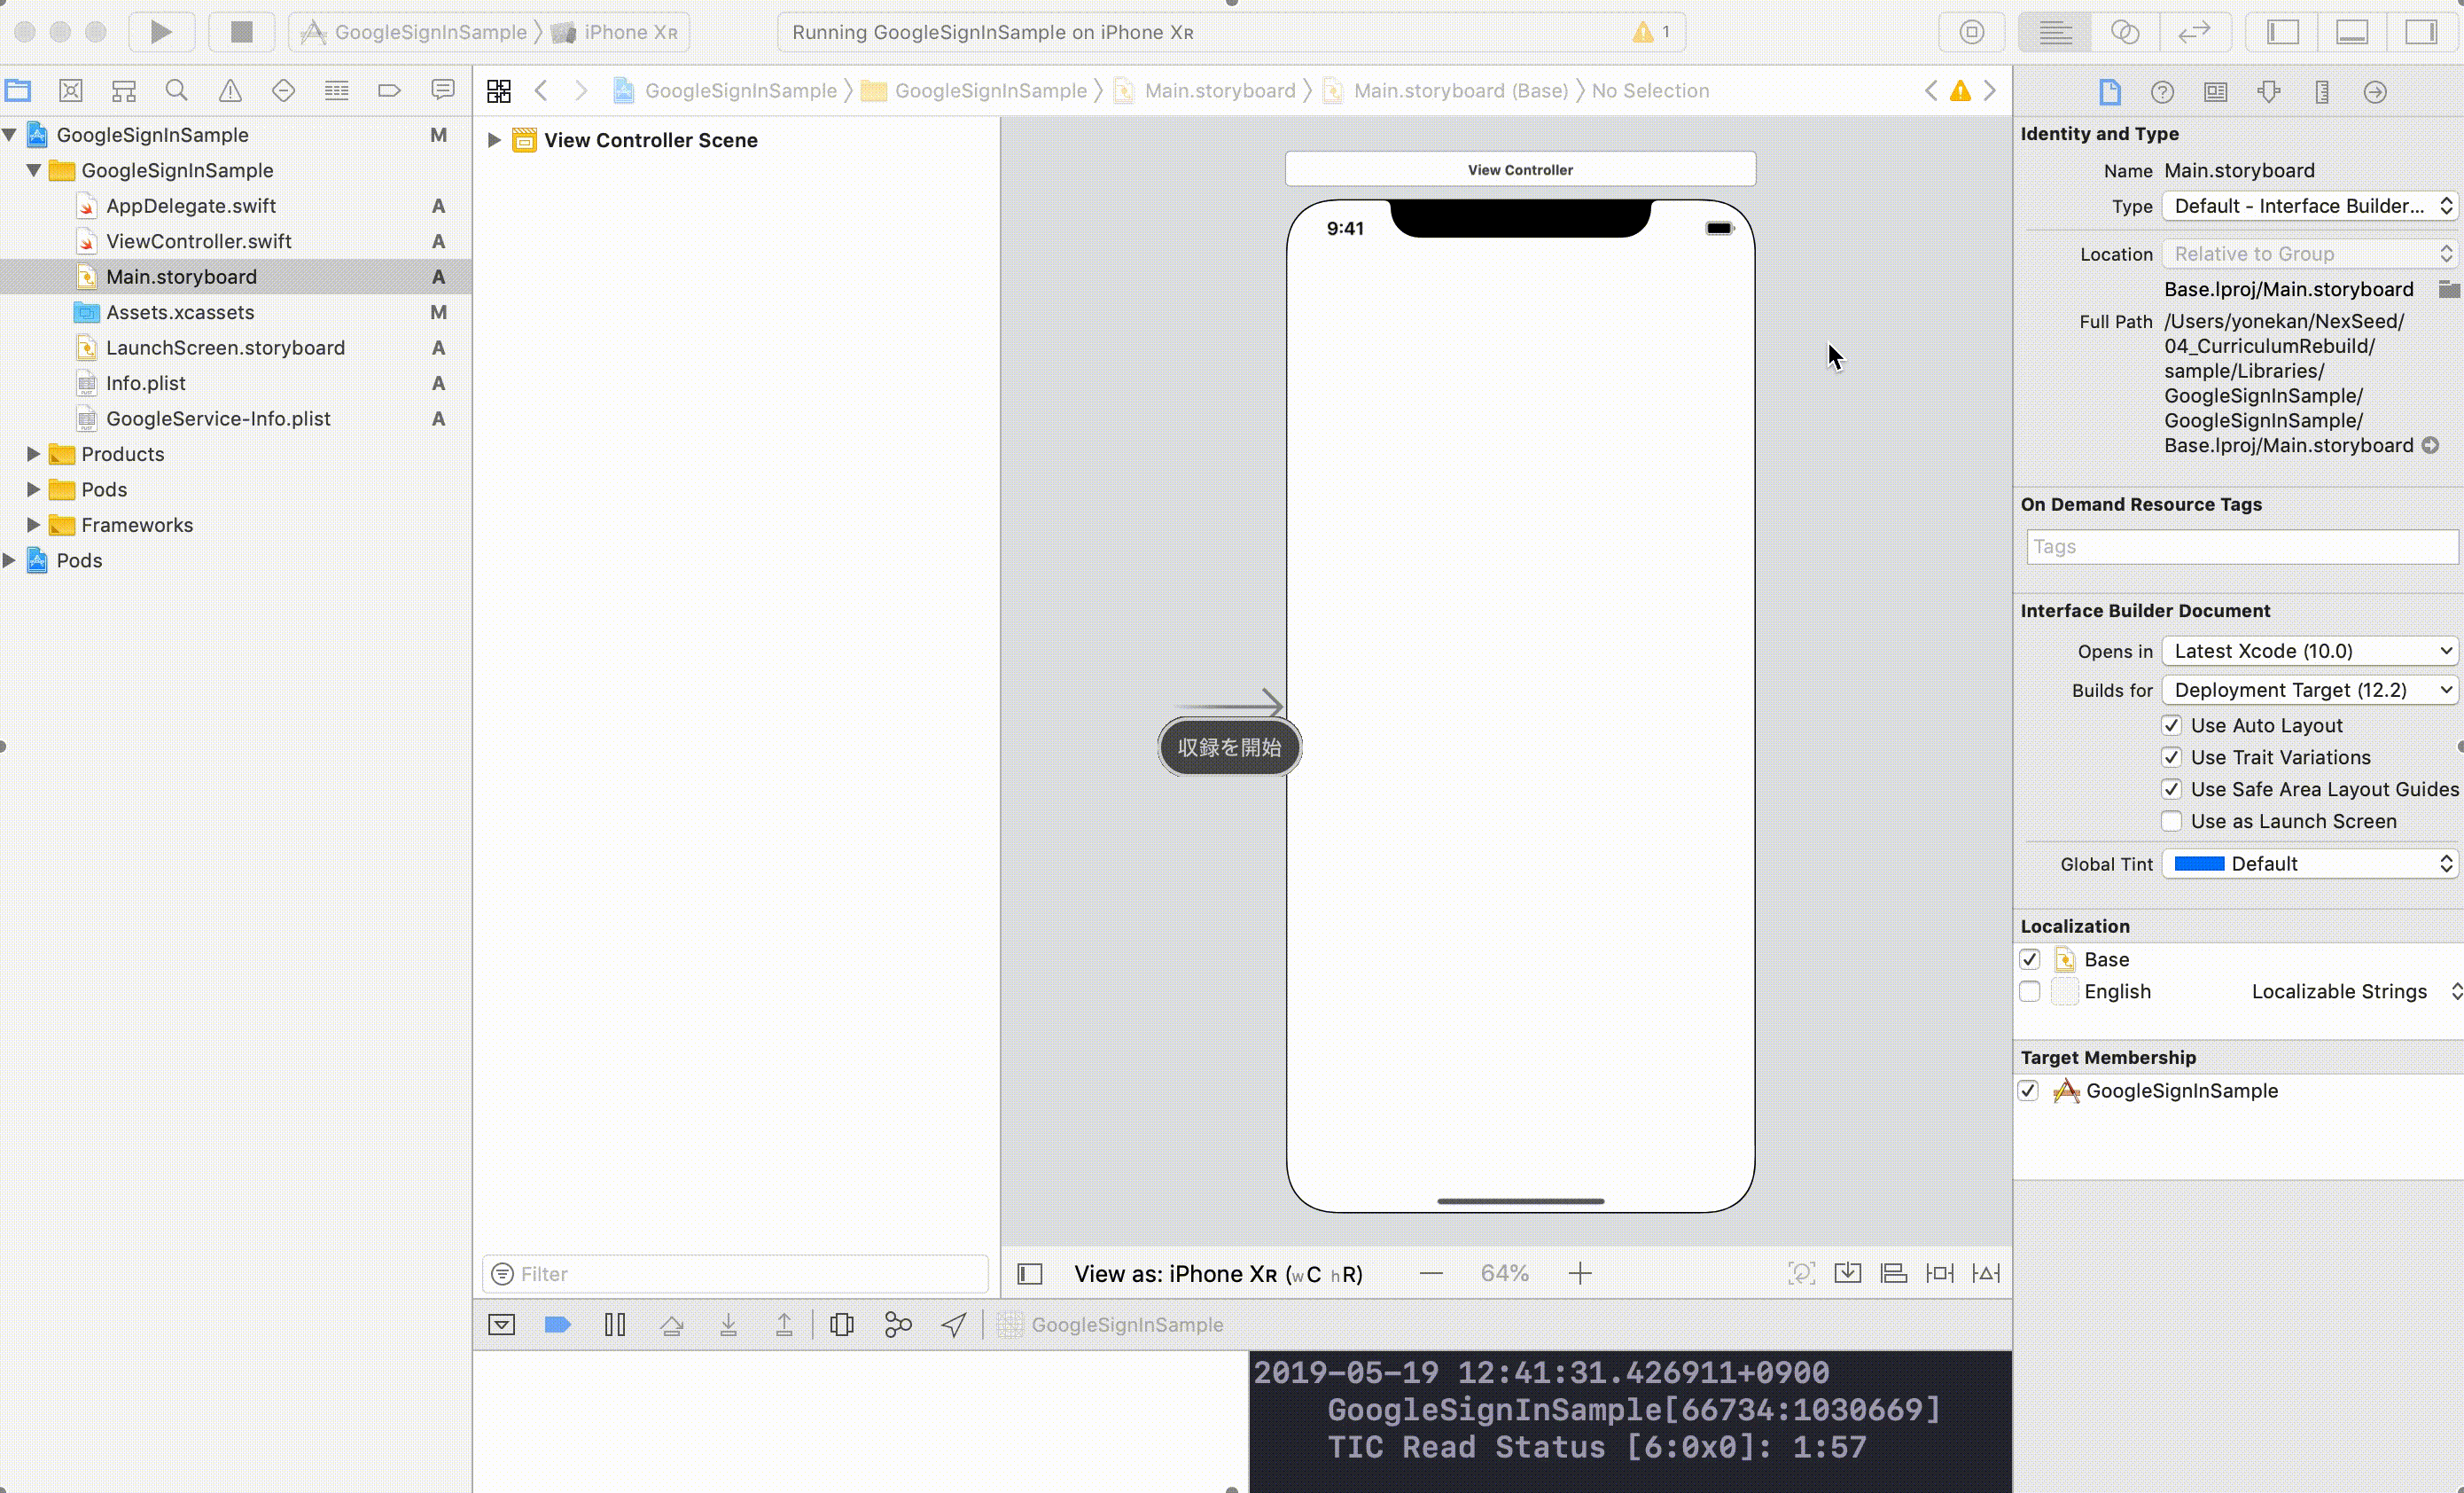 GoogleSignInSample 〉 iPhone XR
Running GoogleSignInSample on iPhone XR
1
GoogleSignInSample 〉 GoogleSignInSample 〉 Main.storyboard 〉 Main.storyboard (Base) 〉 No Selection
GoogleSignInSample M
GoogleSignInSample
AppDelegate.swift A
ViewController.swift A
Main.storyboard A
Assets.xcassets M
LaunchScreen.storyboard A
Info.plist A
GoogleService-Info.plist A
Products
Pods
Frameworks
Pods
View Controller Scene
Filter
View Controller
9:41
収録を開始
View as: iPhone XR (wC hR)
64%
GoogleSignInSample
2019-05-19 12:41:31.426911+0900
GoogleSignInSample[66734:1030669]
TIC Read Status [6:0x0]: 1:57
Identity and Type
Name Main.storyboard
Type Default - Interface Builder...
Location Relative to Group
Base.lproj/Main.storyboard
Full Path /Users/yonekan/NexSeed/
04_CurriculumRebuild/
sample/Libraries/
GoogleSignInSample/
GoogleSignInSample/
Base.lproj/Main.storyboard
On Demand Resource Tags
Tags
Interface Builder Document
Opens in Latest Xcode (10.0)
Builds for Deployment Target (12.2)
Use Auto Layout
Use Trait Variations
Use Safe Area Layout Guides
Use as Launch Screen
Global Tint Default
Localization
Base
English Localizable Strings
Target Membership
GoogleSignInSample